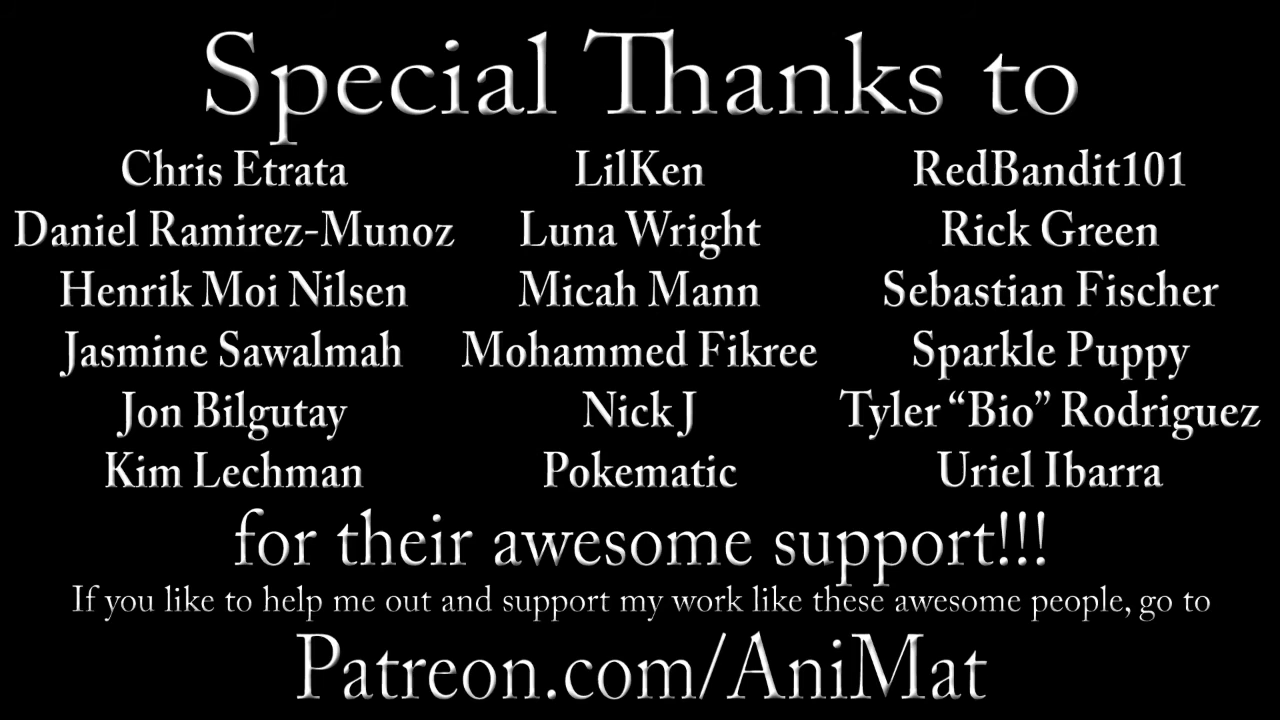 Special Thanks to
Chris Etrata LilKen RedBandit101
Daniel Ramirez-Munoz Luna Wright Rick Green
Henrik Moi Nilsen Micah Mann Sebastian Fischer
Jasmine Sawalmah Mohammed Fikree Sparkle Puppy
Jon Bilgutay Nick J Tyler “Bio” Rodriguez
Kim Lechman Pokematic Uriel Ibarra
for their awesome support!!!
If you like to help me out and support my work like these awesome people, go to
Patreon.com/AniMat